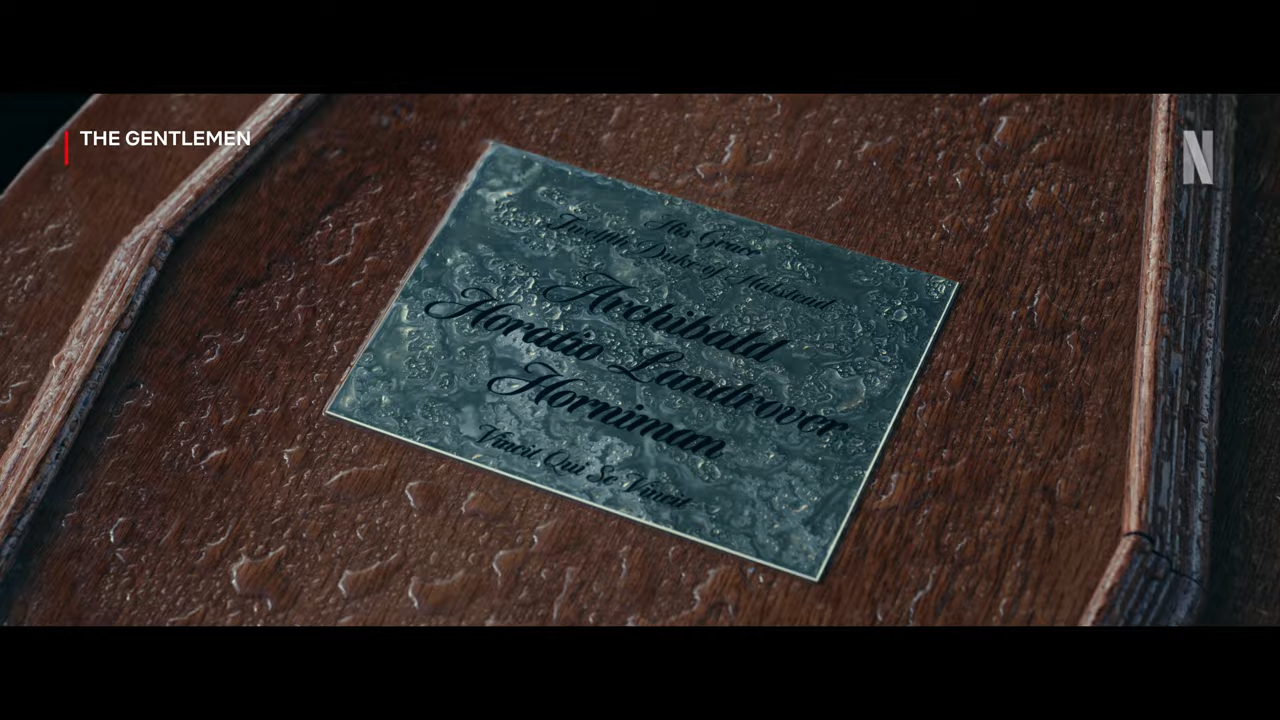 THE GENTLEMEN
N
His Grace
Twelfth Duke of Halstead
Archibald
Horatio Landrover
Horniman
Vincit Qui Se Vincit